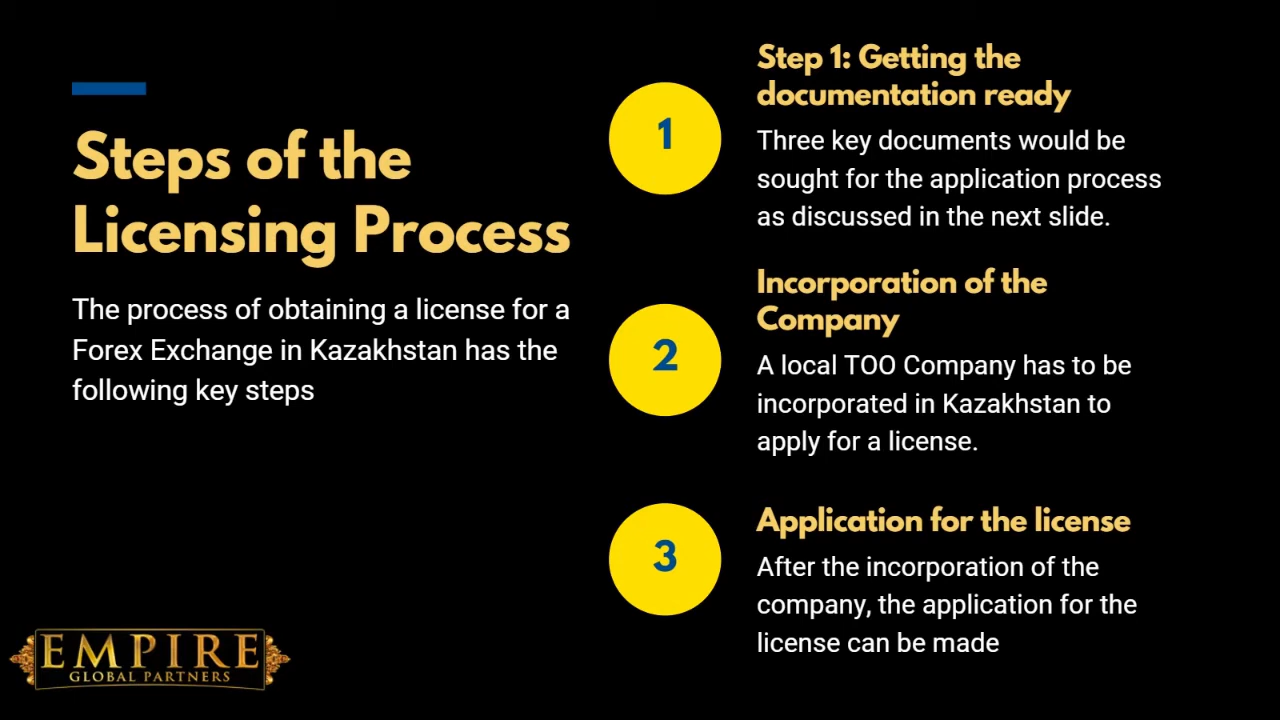 Steps of the
Licensing Process
The process of obtaining a license for a
Forex Exchange in Kazakhstan has the
following key steps
1
Step 1: Getting the
documentation ready
Three key documents would be
sought for the application process
as discussed in the next slide.
2
Incorporation of the
Company
A local TOO Company has to be
incorporated in Kazakhstan to
apply for a license.
3
Application for the license
After the incorporation of the
company, the application for the
license can be made
EMPIRE
GLOBAL PARTNERS